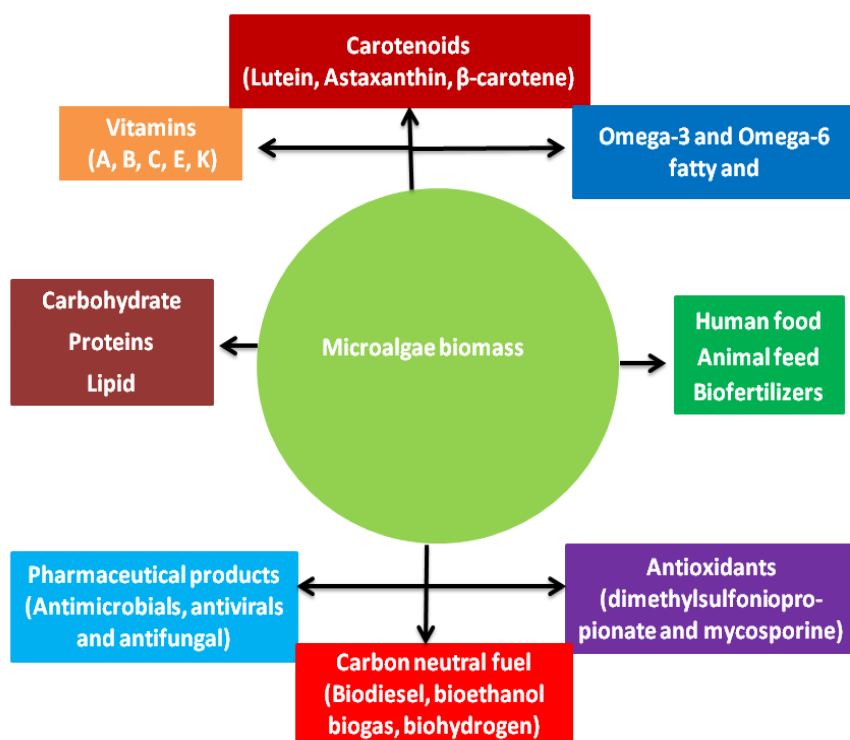 Carotenoids
(Lutein, Astaxanthin, β-carotene)
Vitamins
(A, B, C, E, K)
Omega-3 and Omega-6
fatty and
Carbohydrate
Proteins
Lipid
Microalgae biomass
Human food
Animal feed
Biofertilizers
Pharmaceutical products
(Antimicrobials, antivirals
and antifungal)
Antioxidants
(dimethylsulfoniopro-
pionate and mycosporine)
Carbon neutral fuel
(Biodiesel, bioethanol
biogas, biohydrogen)